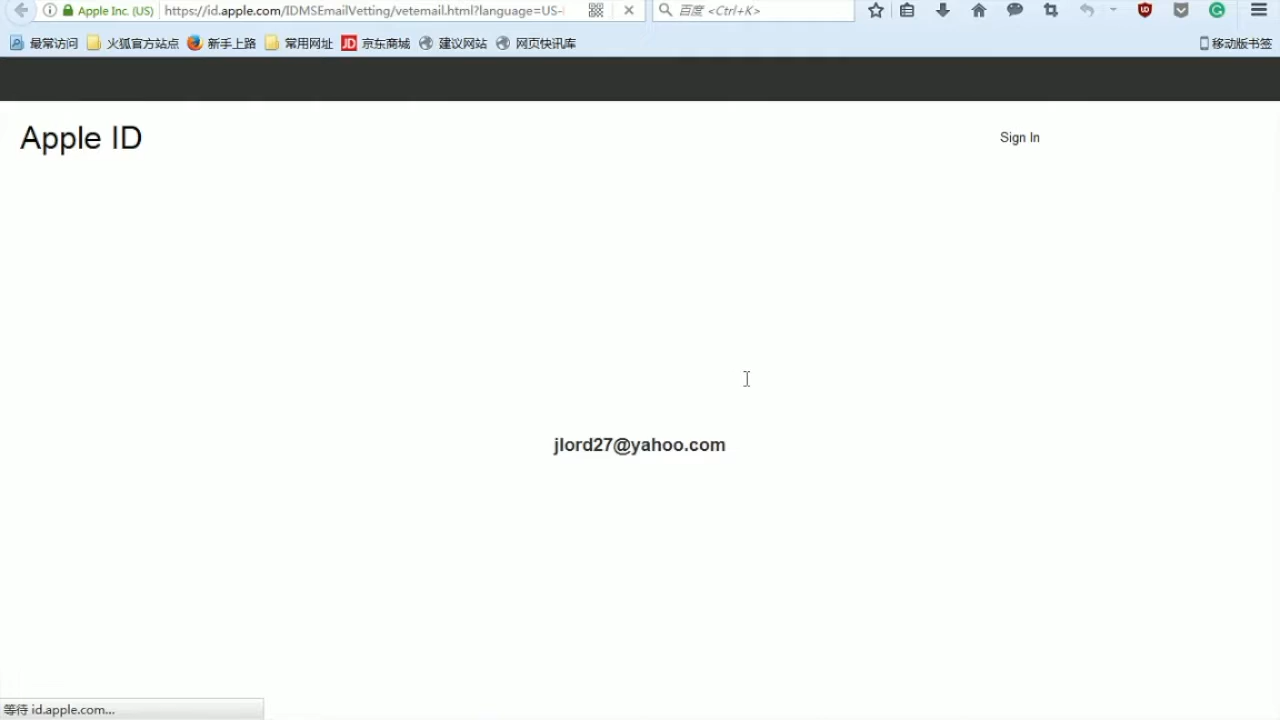 Apple Inc. (US) https://id.apple.com/IDMSEmailVetting/vetemail.html?language=US- 百度 <Ctrl+K>
最常访问 火狐官方站点 新手上路 常用网址 JD 京东商城 建议网站 网页快讯库 移动版书签
Apple ID Sign In
jlord27@yahoo.com
等待 id.apple.com...